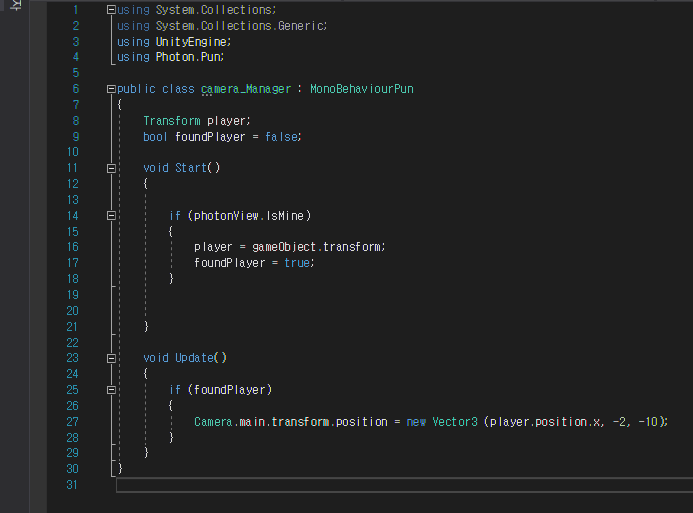 1 using System.Collections;
2 using System.Collections.Generic;
3 using UnityEngine;
4 using Photon.Pun;
5
6 public class camera_Manager : MonoBehaviourPun
7 {
8 Transform player;
9 bool foundPlayer = false;
10
11 void Start()
12 {
13
14 if (photonView.IsMine)
15 {
16 player = gameObject.transform;
17 foundPlayer = true;
18 }
19
20
21 }
22
23 void Update()
24 {
25 if (foundPlayer)
26 {
27 Camera.main.transform.position = new Vector3 (player.position.x, -2, -10);
28 }
29 }
30 }
31